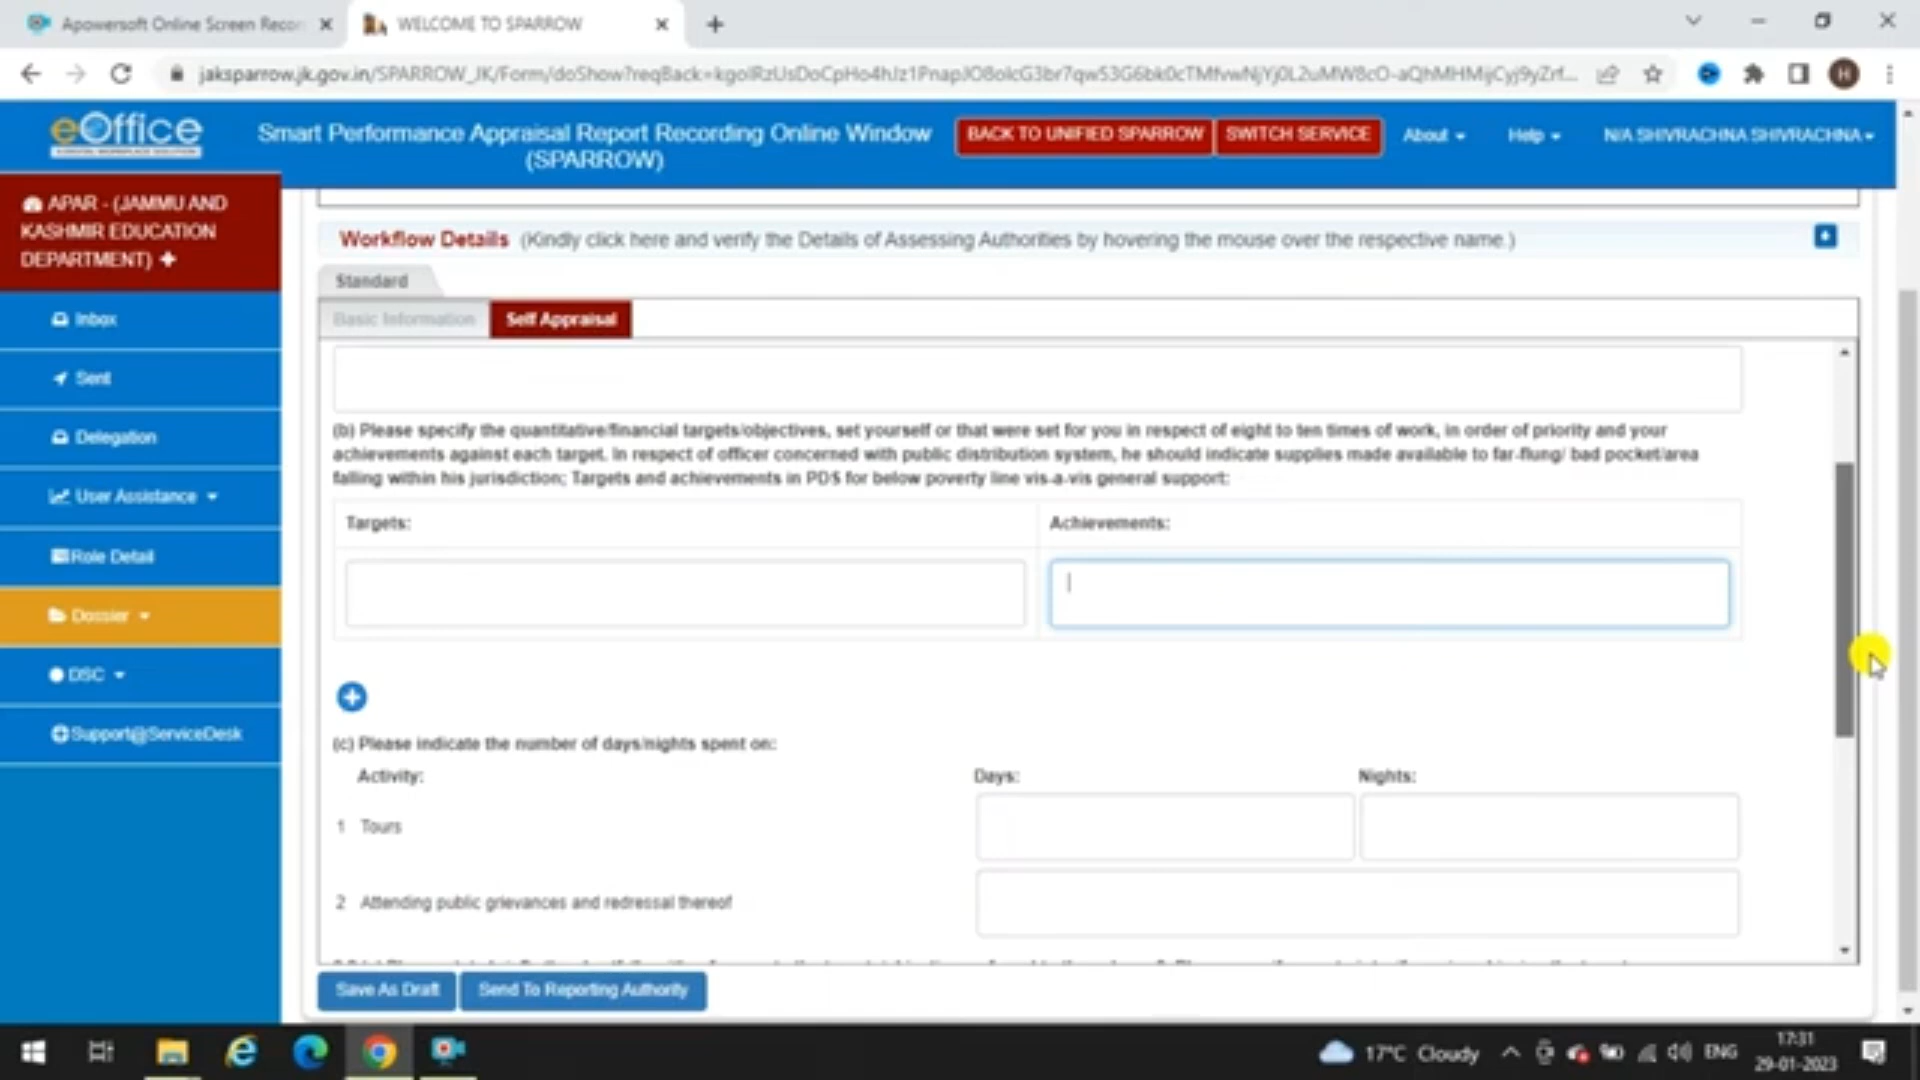 Apowersoft Online Screen Recor
WELCOME TO SPARROW
eOffice
Smart Performance Appraisal Report Recording Online Window
(SPARROW)
BACK TO UNIFIED SPARROW
SWITCH SERVICE
About
Help
N/A SHIVRACHNA SHIVRACHNA
APAR - (JAMMU AND
KASHMIR EDUCATION
DEPARTMENT)
Inbox
Sent
Delegation
User Assistance
Role Detail
Dossier
DSC
Support@ServiceDesk
Workflow Details (Kindly click here and verify the Details of Assessing Authorities by hovering the mouse over the respective name.)
Standard
Basic Information
Self Appraisal
(b) Please specify the quantitative/financial targets/objectives, set yourself or that were set for you in respect of eight to ten times of work, in order of priority and your
achievements against each target. In respect of officer concerned with public distribution system, he should indicate supplies made available to far-flung/ bad pocket/area
falling within his jurisdiction; Targets and achievements in PDS for below poverty line vis-a-vis general support:
Targets:
Achievements:
(c) Please indicate the number of days/nights spent on:
Activity:
Days:
Nights:
1 Tours
2 Attending public grievances and redressal thereof
Save As Draft
Send To Reporting Authority
17°C Cloudy
ENG
17:31
29-01-2023